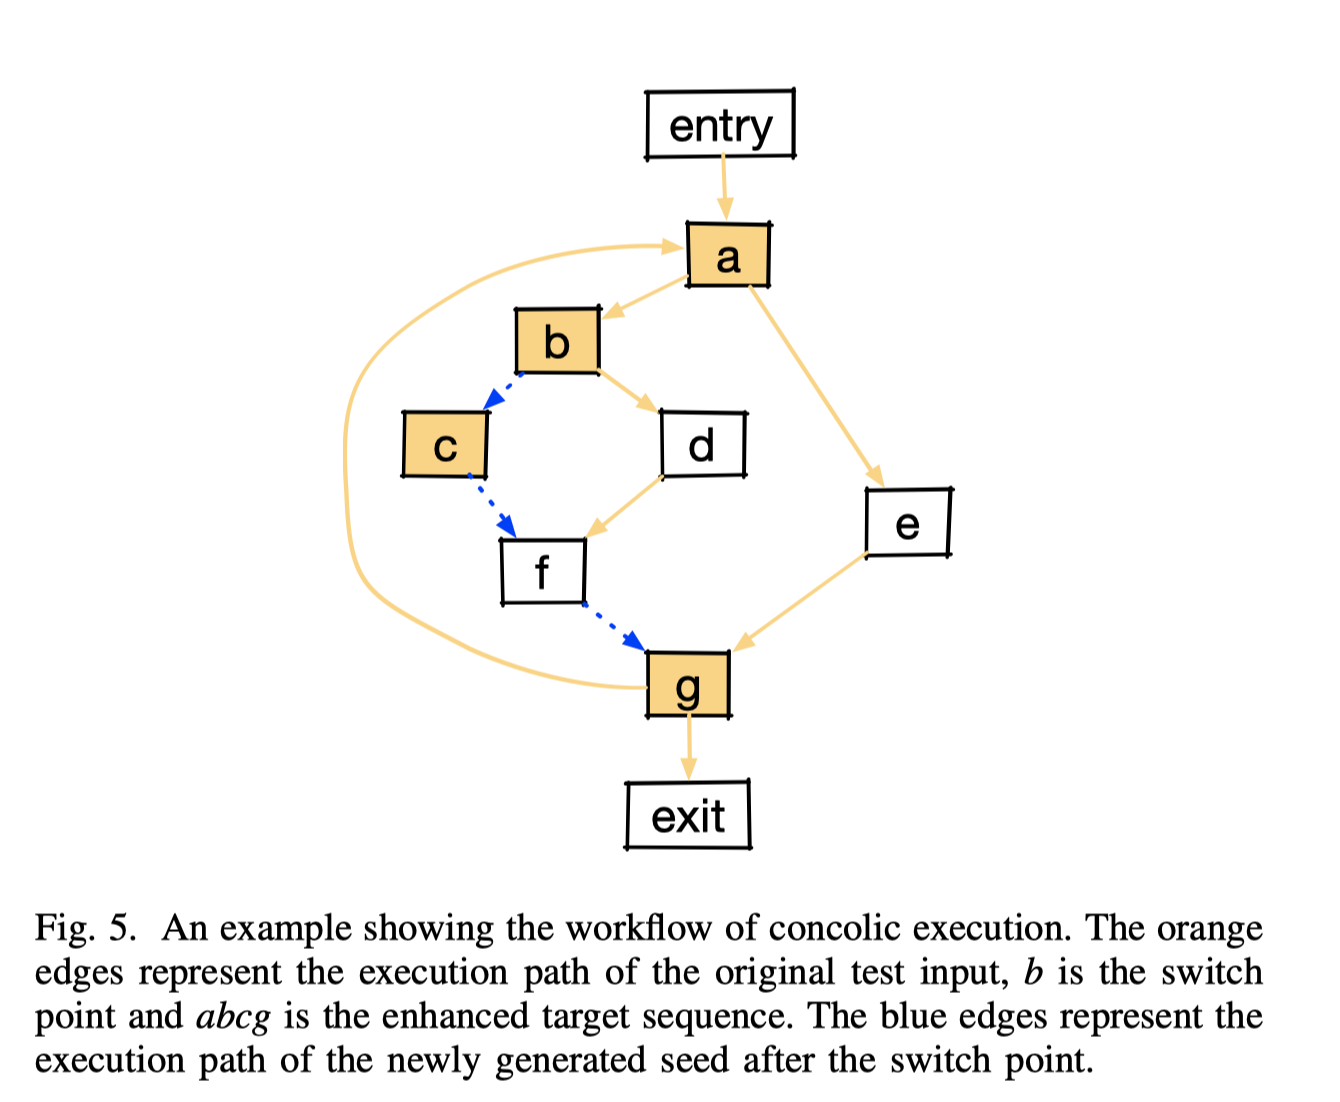 entry
a
b
c
d
e
f
g
exit
Fig. 5. An example showing the workflow of concolic execution. The orange
edges represent the execution path of the original test input, b is the switch
point and abcg is the enhanced target sequence. The blue edges represent the
execution path of the newly generated seed after the switch point.